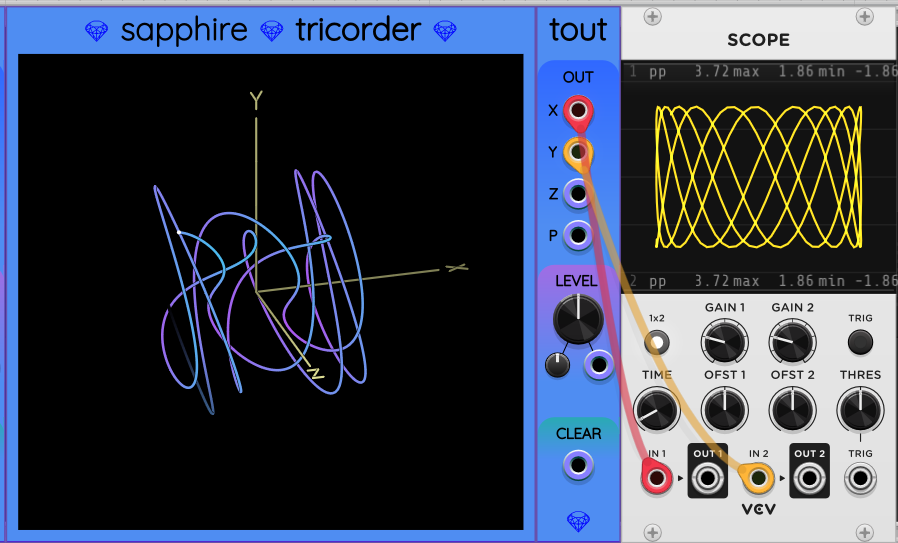 sapphire tricorder
tout
SCOPE
1 pp 3.72 max 1.86 min -1.86
2 pp 3.72 max 1.86 min -1.86
Y
X
Z
OUT
X
Y
Z
P
LEVEL
CLEAR
1x2
GAIN 1
GAIN 2
TRIG
TIME
OFST 1
OFST 2
THRES
IN 1
OUT 1
IN 2
OUT 2
TRIG
VCV